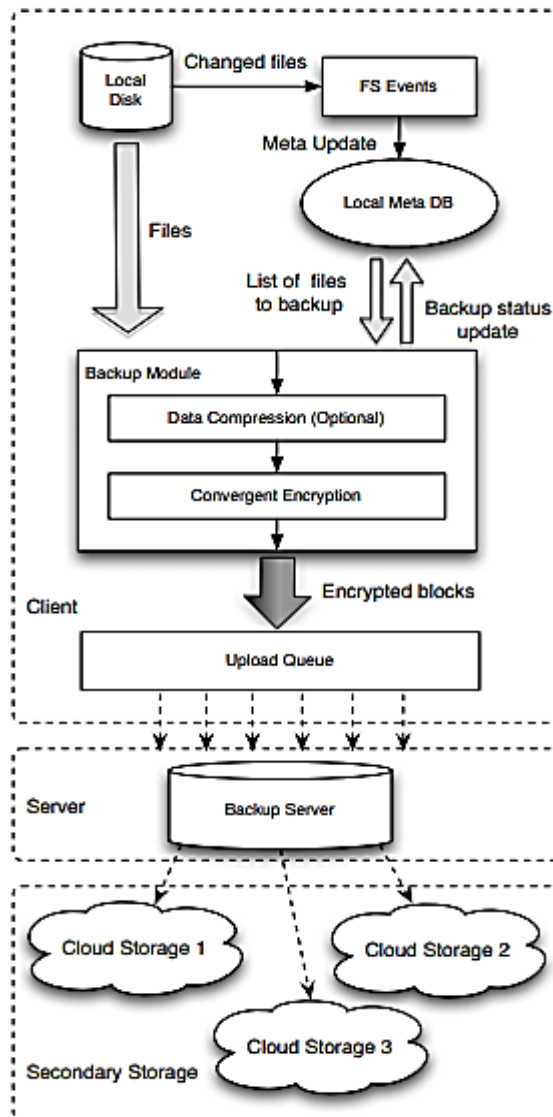 Changed files
Local
Disk
FS Events
Meta Update
Local Meta DB
Files
List of files
to backup
Backup status
update
Backup Module
Data Compression (Optional)
Convergent Encryption
Encrypted blocks
Client
Upload Queue
Server
Backup Server
Cloud Storage 1
Cloud Storage 2
Cloud Storage 3
Secondary Storage